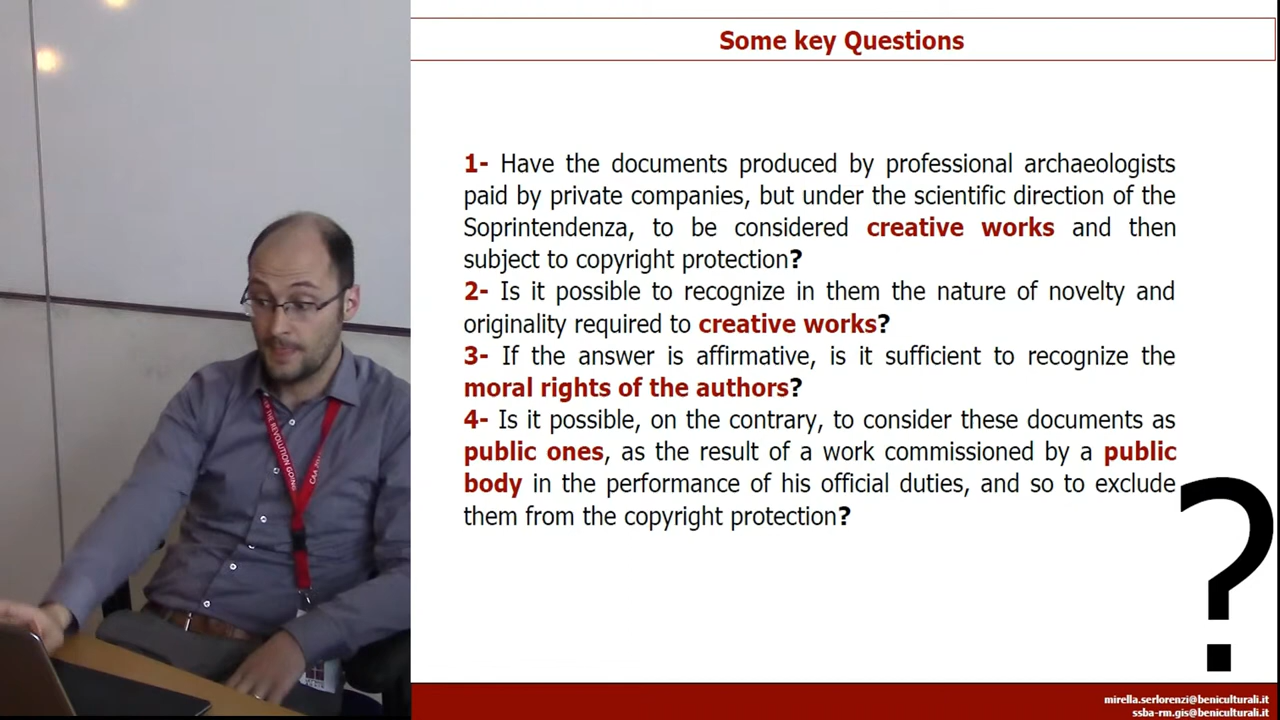 Some key Questions
1- Have the documents produced by professional archaeologists
paid by private companies, but under the scientific direction of the
Soprintendenza, to be considered creative works and then
subject to copyright protection?
2- Is it possible to recognize in them the nature of novelty and
originality required to creative works?
3- If the answer is affirmative, is it sufficient to recognize the
moral rights of the authors?
4- Is it possible, on the contrary, to consider these documents as
public ones, as the result of a work commissioned by a public
body in the performance of his official duties, and so to exclude
them from the copyright protection?
?
mirella.serlorenzi@beniculturali.it
ssba-rm.gis@beniculturali.it
THE REVOLUTION GOING
CAA